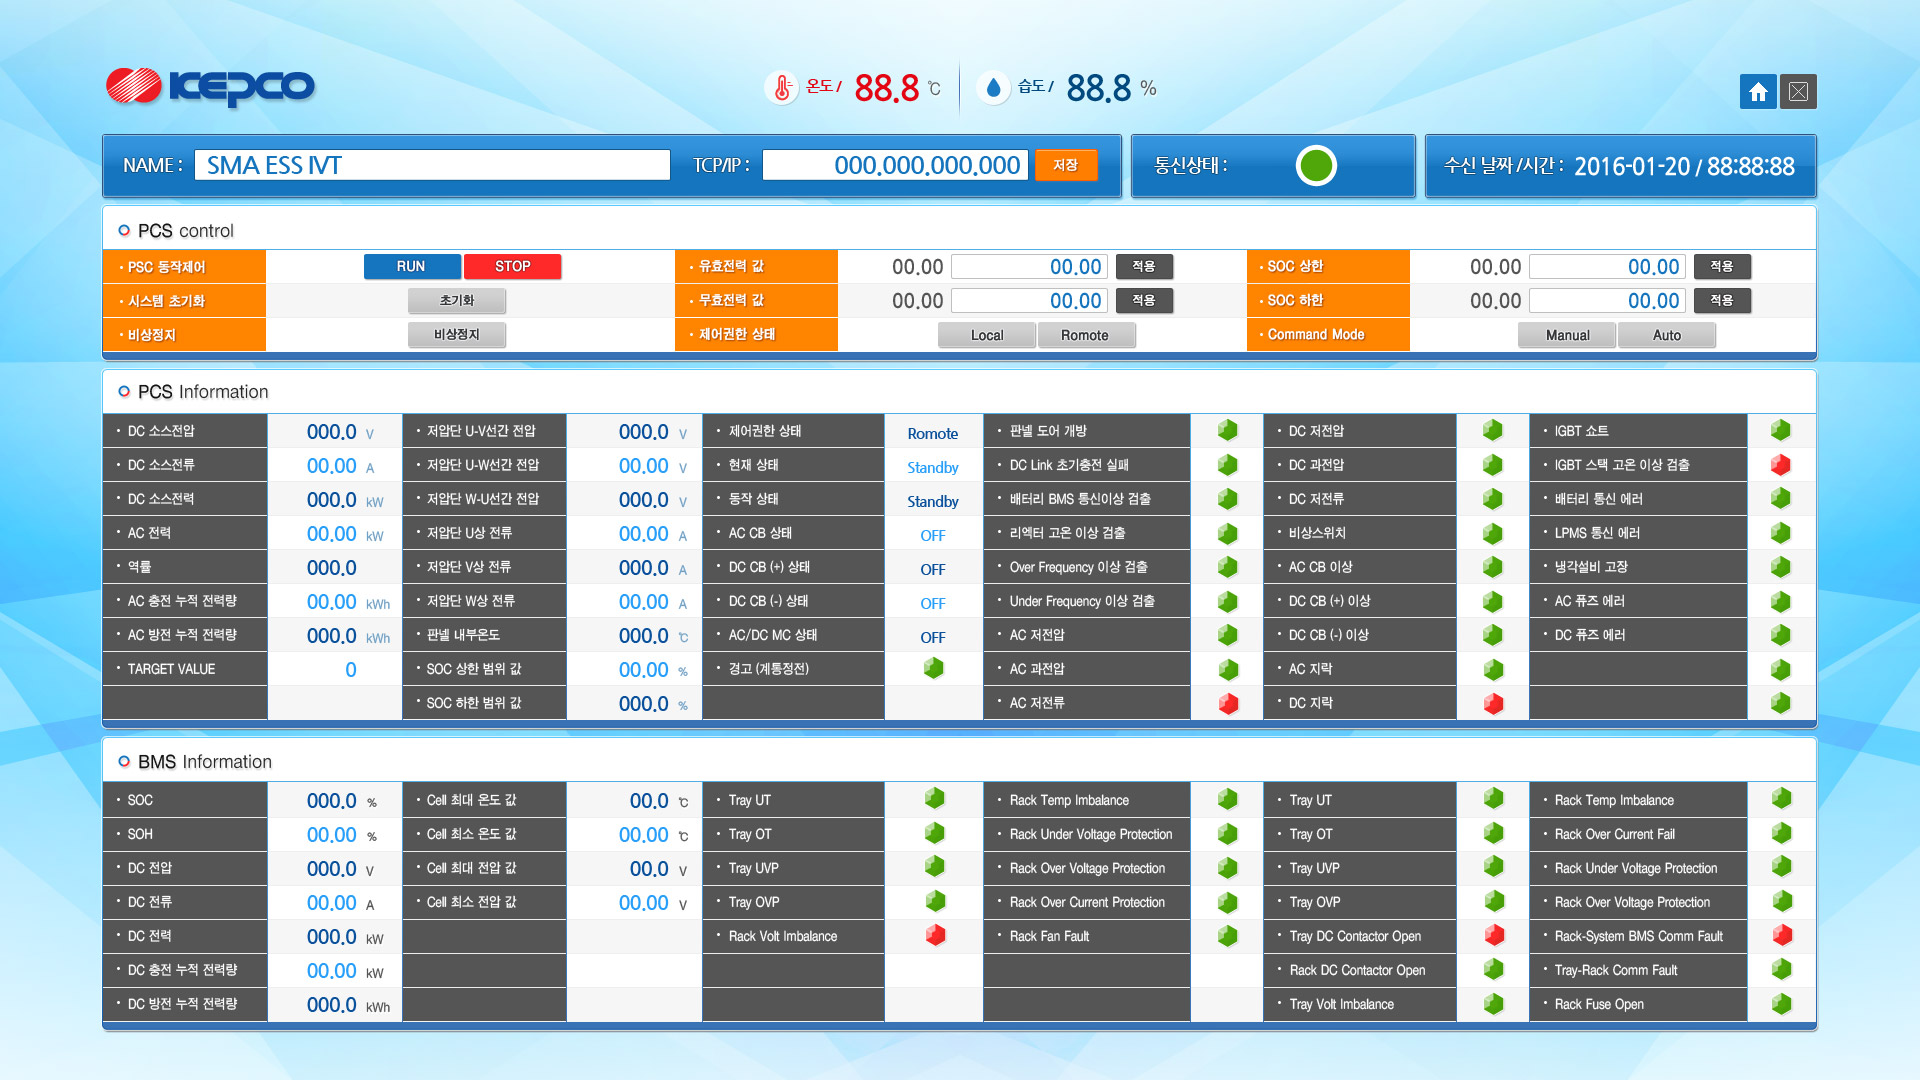 KEPCO
온도 / 88.8 ℃ 습도 / 88.8 %
NAME : SMA ESS IVT TCP/IP : 000.000.000.000 저장 통신상태 : 수신 날짜 /시간 : 2016-01-20 / 88:88:88
PCS control
· PSC 동작제어 RUN STOP · 유효전력 값 00.00 00.00 적용 · SOC 상한 00.00 00.00 적용
· 시스템 초기화 초기화 · 무효전력 값 00.00 00.00 적용 · SOC 하한 00.00 00.00 적용
· 비상정지 비상정지 · 제어권한 상태 Local Romote · Command Mode Manual Auto
PCS Information
· DC 소스전압 000.0 V · 저압단 U-V선간 전압 000.0 V · 제어권한 상태 Romote · 판넬 도어 개방 · DC 저전압 · IGBT 쇼트
· DC 소스전류 00.00 A · 저압단 U-W선간 전압 00.00 V · 현재 상태 Standby · DC Link 초기충전 실패 · DC 과전압 · IGBT 스택 고온 이상 검출
· DC 소스전력 000.0 kW · 저압단 W-U선간 전압 000.0 V · 동작 상태 Standby · 배터리 BMS 통신이상 검출 · DC 저전류 · 배터리 통신 에러
· AC 전력 00.00 kW · 저압단 U상 전류 00.00 A · AC CB 상태 OFF · 리엑터 고온 이상 검출 · 비상스위치 · LPMS 통신 에러
· 역률 000.0 · 저압단 V상 전류 000.0 A · DC CB (+) 상태 OFF · Over Frequency 이상 검출 · AC CB 이상 · 냉각설비 고장
· AC 충전 누적 전력량 00.00 kWh · 저압단 W상 전류 00.00 A · DC CB (-) 상태 OFF · Under Frequency 이상 검출 · DC CB (+) 이상 · AC 퓨즈 에러
· AC 방전 누적 전력량 000.0 kWh · 판넬 내부온도 000.0 ℃ · AC/DC MC 상태 OFF · AC 저전압 · DC CB (-) 이상 · DC 퓨즈 에러
· TARGET VALUE 0 · SOC 상한 범위 값 00.00 % · 경고 (계통정전) · AC 과전압 · AC 지락
· SOC 하한 범위 값 000.0 % · AC 저전류 · DC 지락
BMS Information
· SOC 000.0 % · Cell 최대 온도 값 00.0 ℃ · Tray UT · Rack Temp Imbalance · Tray UT · Rack Temp Imbalance
· SOH 00.00 % · Cell 최소 온도 값 00.00 ℃ · Tray OT · Rack Under Voltage Protection · Tray OT · Rack Over Current Fail
· DC 전압 000.0 V · Cell 최대 전압 값 00.0 V · Tray UVP · Rack Over Voltage Protection · Tray UVP · Rack Under Voltage Protection
· DC 전류 00.00 A · Cell 최소 전압 값 00.00 V · Tray OVP · Rack Over Current Protection · Tray OVP · Rack Over Voltage Protection
· DC 전력 000.0 kW · Rack Volt Imbalance · Rack Fan Fault · Tray DC Contactor Open · Rack-System BMS Comm Fault
· DC 충전 누적 전력량 00.00 kW · Rack DC Contactor Open · Tray-Rack Comm Fault
· DC 방전 누적 전력량 000.0 kWh · Tray Volt Imbalance · Rack Fuse Open